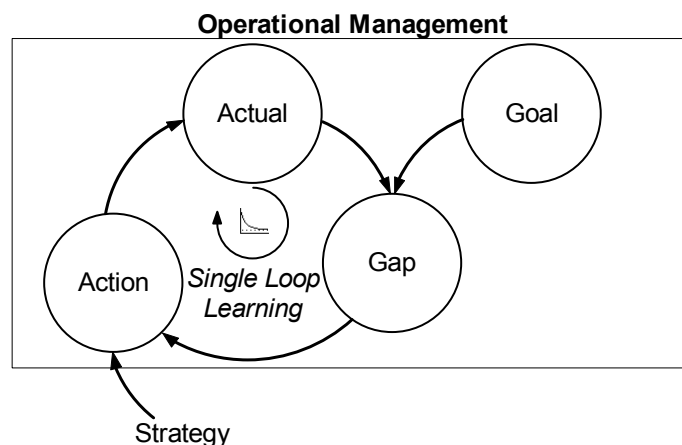 Operational Management
Actual
Goal
Gap
Action
Single Loop
Learning
Strategy